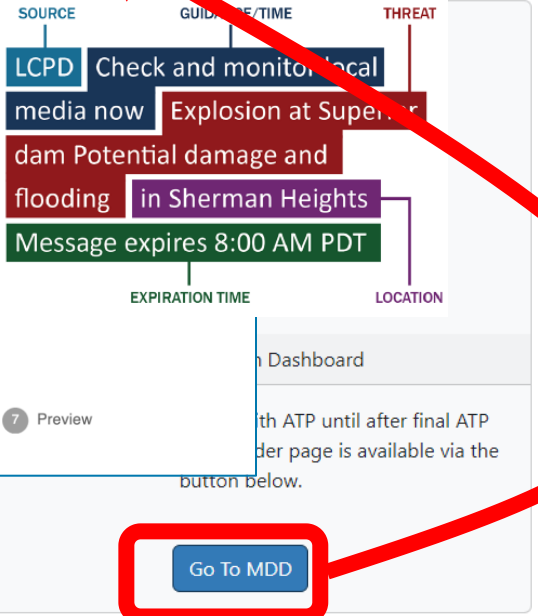 SOURCE GUIDANCE/TIME THREAT
LCPD Check and monitor local
media now Explosion at Superior
dam Potential damage and
flooding in Sherman Heights
Message expires 8:00 AM PDT
EXPIRATION TIME LOCATION
Dashboard
7 Preview
ith ATP until after final ATP
der page is available via the
button below.
Go To MDD